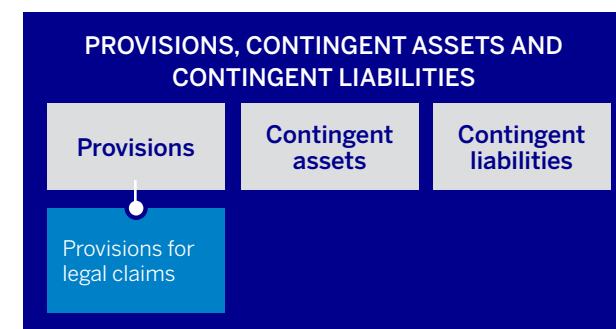 PROVISIONS, CONTINGENT ASSETS AND
CONTINGENT LIABILITIES
Provisions
Contingent
assets
Contingent
liabilities
Provisions for
legal claims